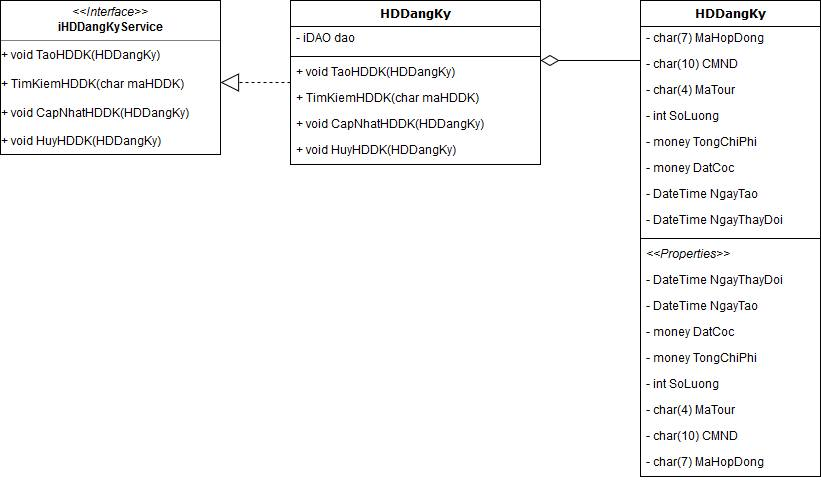 <<Interface>>
iHDDangKyService
+ void TaoHDDK(HDDangKy)
+ TimKiemHDDK(char maHDDK)
+ void CapNhatHDDK(HDDangKy)
+ void HuyHDDK(HDDangKy)
HDDangKy
- iDAO dao
+ void TaoHDDK(HDDangKy)
+ TimKiemHDDK(char maHDDK)
+ void CapNhatHDDK(HDDangKy)
+ void HuyHDDK(HDDangKy)
HDDangKy
- char(7) MaHopDong
- char(10) CMND
- char(4) MaTour
- int SoLuong
- money TongChiPhi
- money DatCoc
- DateTime NgayTao
- DateTime NgayThayDoi
<<Properties>>
- DateTime NgayThayDoi
- DateTime NgayTao
- money DatCoc
- money TongChiPhi
- int SoLuong
- char(4) MaTour
- char(10) CMND
- char(7) MaHopDong